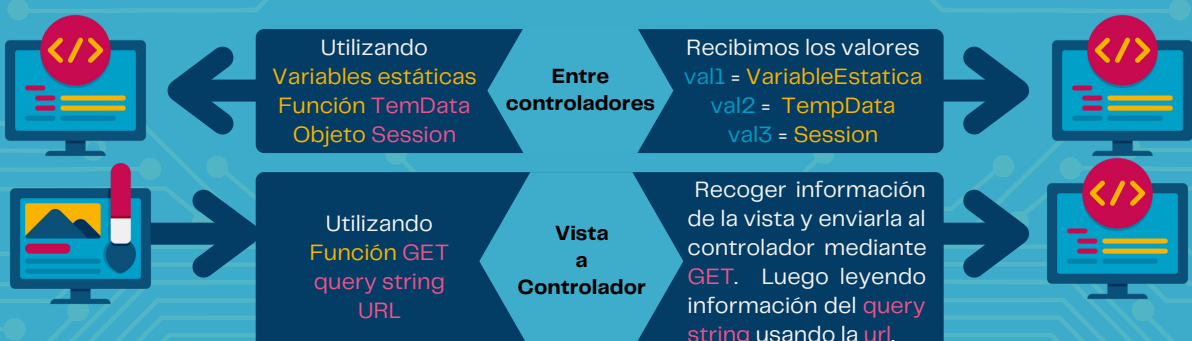 Utilizando
Variables estáticas
Función TemData
Objeto Session
Entre
controladores
Recibimos los valores
val1 = VariableEstatica
val2 = TempData
val3 = Session
Utilizando
Función GET
query string
URL
Vista
a
Controlador
Recoger información
de la vista y enviarla al
controlador mediante
GET. Luego leyendo
información del query
string usando la url.